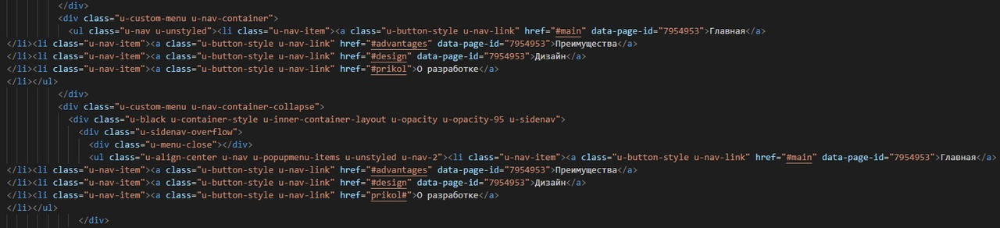 </div>
<div class="u-custom-menu u-nav-container">
<ul class="u-nav u-unstyled"><li class="u-nav-item"><a class="u-button-style u-nav-link" href="#main" data-page-id="7954953">Главная</a>
</li><li class="u-nav-item"><a class="u-button-style u-nav-link" href="#advantages" data-page-id="7954953">Преимущества</a>
</li><li class="u-nav-item"><a class="u-button-style u-nav-link" href="#design" data-page-id="7954953">Дизайн</a>
</li><li class="u-nav-item"><a class="u-button-style u-nav-link" href="#prikol">О разработке</a>
</li></ul>
</div>
<div class="u-custom-menu u-nav-container-collapse">
<div class="u-black u-container-style u-inner-container-layout u-opacity u-opacity-95 u-sidenav">
<div class="u-sidenav-overflow">
<div class="u-menu-close"></div>
<ul class="u-align-center u-nav u-popupmenu-items u-unstyled u-nav-2"><li class="u-nav-item"><a class="u-button-style u-nav-link" href="#main" data-page-id="7954953">Главная</a>
</li><li class="u-nav-item"><a class="u-button-style u-nav-link" href="#advantages" data-page-id="7954953">Преимущества</a>
</li><li class="u-nav-item"><a class="u-button-style u-nav-link" href="#design" data-page-id="7954953">Дизайн</a>
</li><li class="u-nav-item"><a class="u-button-style u-nav-link" href="prikol#">О разработке</a>
</li></ul>
</div>